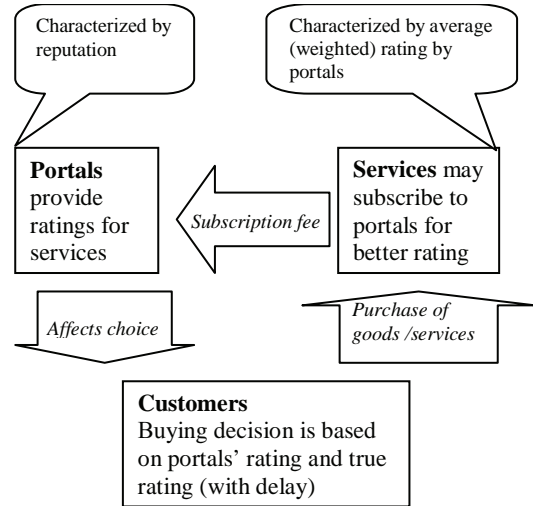 Characterized by
reputation
Characterized by average
(weighted) rating by
portals
Portals
provide
ratings for
services
Subscription fee
Services may
subscribe to
portals for
better rating
Affects choice
Purchase of
goods /services
Customers
Buying decision is based
on portals’ rating and true
rating (with delay)